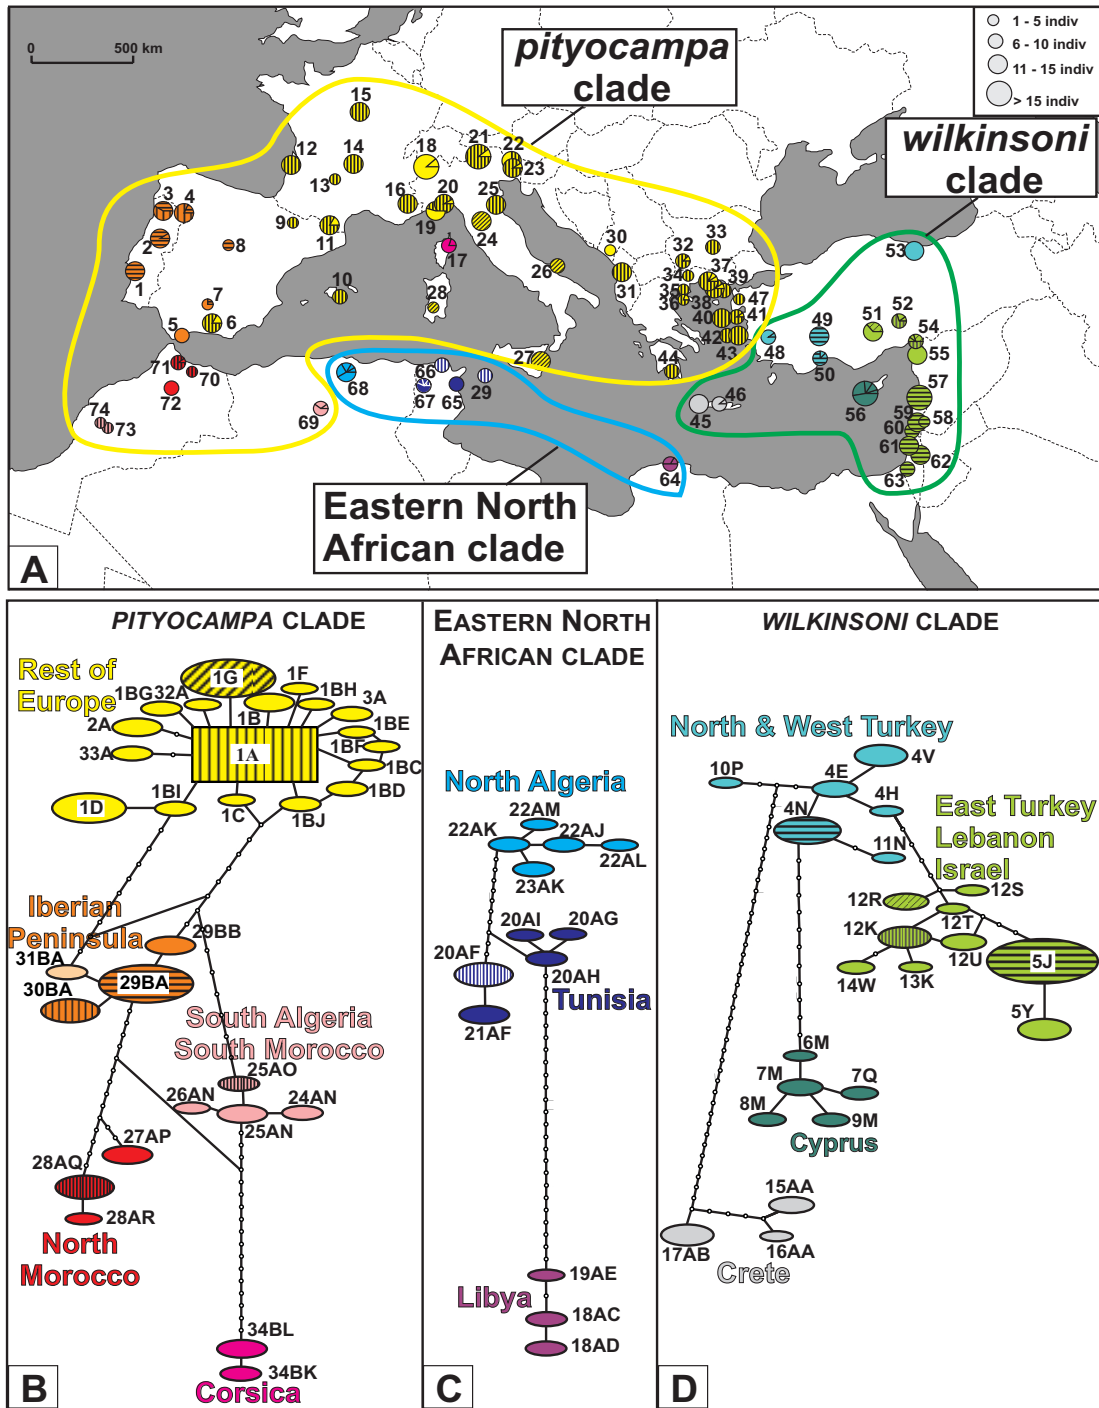 0 500 km
pityocampa
clade
1 - 5 indiv
6 - 10 indiv
11 - 15 indiv
> 15 indiv
wilkinsoni
clade
15
12
14
13
18
21
22
23
3
4
16
20
25
19
9
11
24
2
8
17
30
33
32
53
1
10
26
31
34
37
39
35
36
38
47
7
28
40
41
49
51
52
5
6
42
43
48
54
55
50
71
70
27
44
66
68
67
65
29
46
45
56
57
72
69
59
58
74
73
60
61
62
64
63
Eastern North
African clade
A
PITYOCAMPA CLADE
Rest of
Europe
1BG
32A
1G
1F
1BH
3A
2A
1B
1BE
33A
1A
1BF
1BC
1D
1BI
1C
1BJ
1BD
Iberian
Peninsula
29BB
31BA
30BA
29BA
South Algeria
South Morocco
25AO
26AN
24AN
25AN
27AP
28AQ
28AR
North
Morocco
34BL
34BK
Corsica
B
EASTERN NORTH
AFRICAN CLADE
North Algeria
22AM
22AK
22AJ
22AL
23AK
20AI
20AG
20AF
20AH
Tunisia
21AF
19AE
Libya
18AC
18AD
C
WILKINSONI CLADE
North & West Turkey
10P
4E
4V
4N
4H
11N
East Turkey
Lebanon
Israel
12S
12R
12T
12K
12U
5J
14W
13K
5Y
6M
7M
7Q
8M
9M
Cyprus
15AA
17AB
16AA
Crete
D